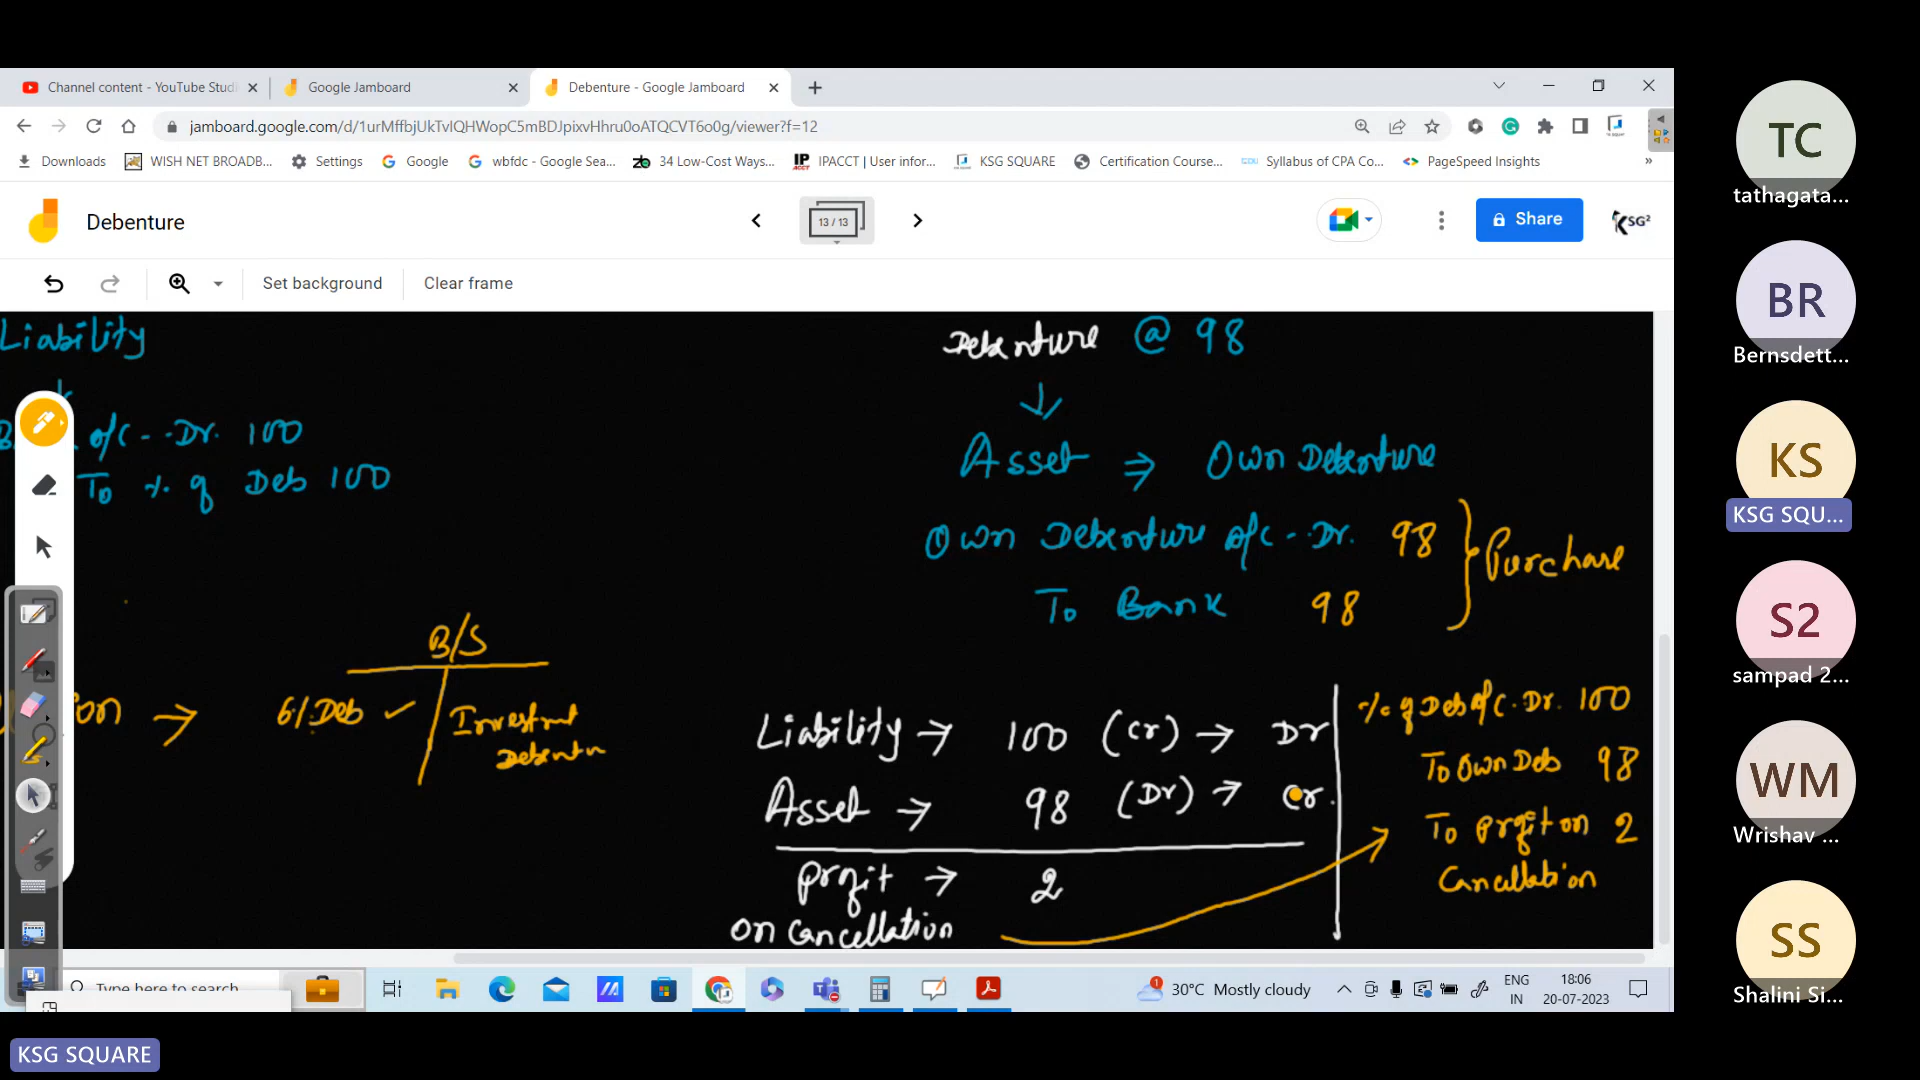 Channel content - YouTube Studi
Google Jamboard
Debenture - Google Jamboard
jamboard.google.com/d/1urMffbjUkTvIQHWopC5mBDJpixvHhru0oATQCVT6o0g/viewer?f=12
Downloads
WISH NET BROADB...
Settings
Google
wbfdc - Google Sea...
34 Low-Cost Ways...
IPACCT | User infor...
KSG SQUARE
Certification Course...
Syllabus of CPA Co...
PageSpeed Insights
»
Debenture
13 / 13
Share
KSG²
Set background
Clear frame
Liability
A/c - - Dr. 100
To % of Deb 100
Debenture @ 98
Asset ⇒ Own Debenture
Own Debenture A/c - - Dr. 98
To Bank 98
Purchase
B/S
→ 6% Deb ✓
Investment
Debentu
Liability → 100 (Cr) → Dr
Asset → 98 (Dr) → Cr.
Profit → 2
on Cancellation
% of Deb A/c . Dr. 100
To Own Deb 98
To Profit on 2
Cancellation
Type here to search
30°C Mostly cloudy
ENG
IN
18:06
20-07-2023
TC
tathagata...
BR
Bernsdett...
KS
KSG SQU...
S2
sampad 2...
WM
Wrishav ...
SS
Shalini Si...
KSG SQUARE